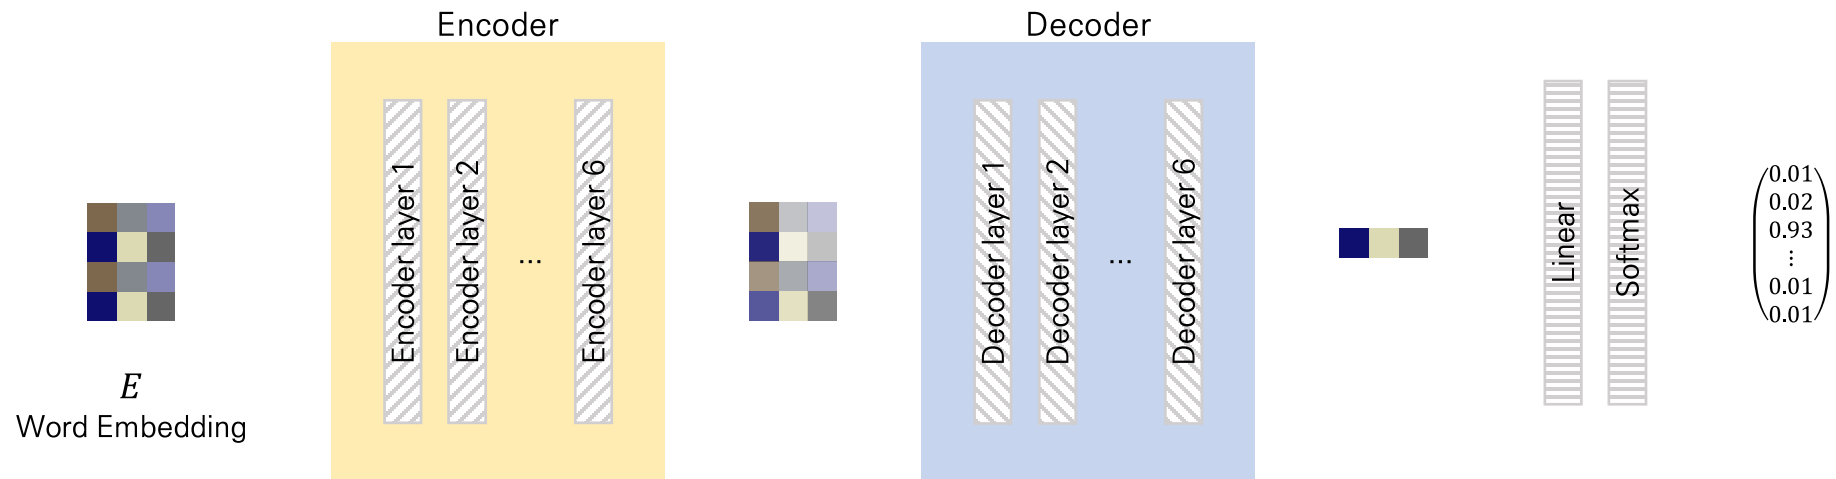 Encoder
Decoder
Encoder layer 1
Encoder layer 2
...
Encoder layer 6
Decoder layer 1
Decoder layer 2
...
Decoder layer 6
Linear
Softmax
0.01
0.02
0.93
...
0.01
0.01
E
Word Embedding